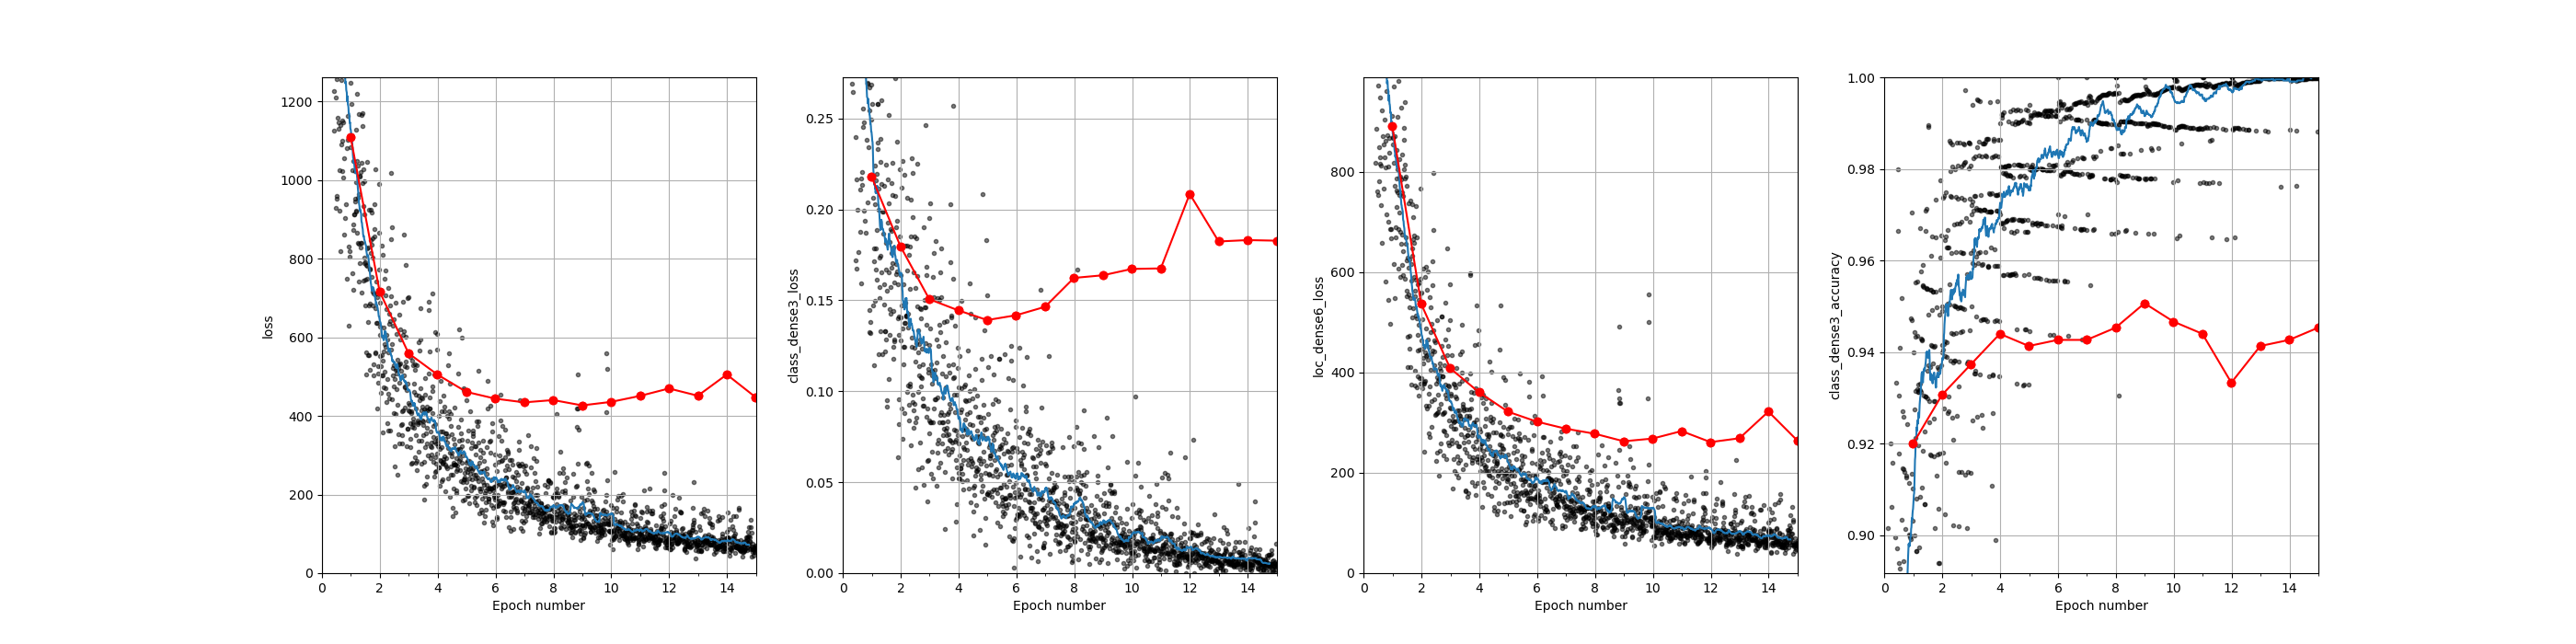 loss
1200
1000
800
600
400
200
0
0 2 4 6 8 10 12 14
Epoch number
class_dense3_loss
0.25
0.20
0.15
0.10
0.05
0.00
0 2 4 6 8 10 12 14
Epoch number
loc_dense6_loss
800
600
400
200
0
0 2 4 6 8 10 12 14
Epoch number
class_dense3_accuracy
1.00
0.98
0.96
0.94
0.92
0.90
0 2 4 6 8 10 12 14
Epoch number